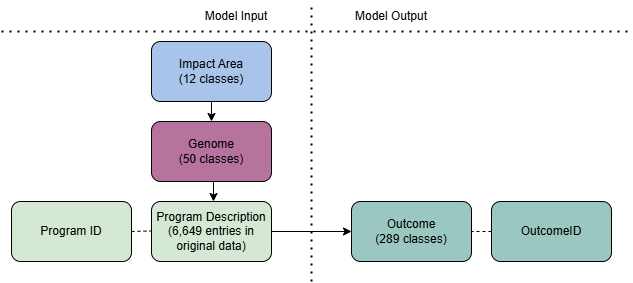 Model Input
Model Output
Impact Area
(12 classes)
Genome
(50 classes)
Program ID
Program Description
(6,649 entries in
original data)
Outcome
(289 classes)
OutcomeID